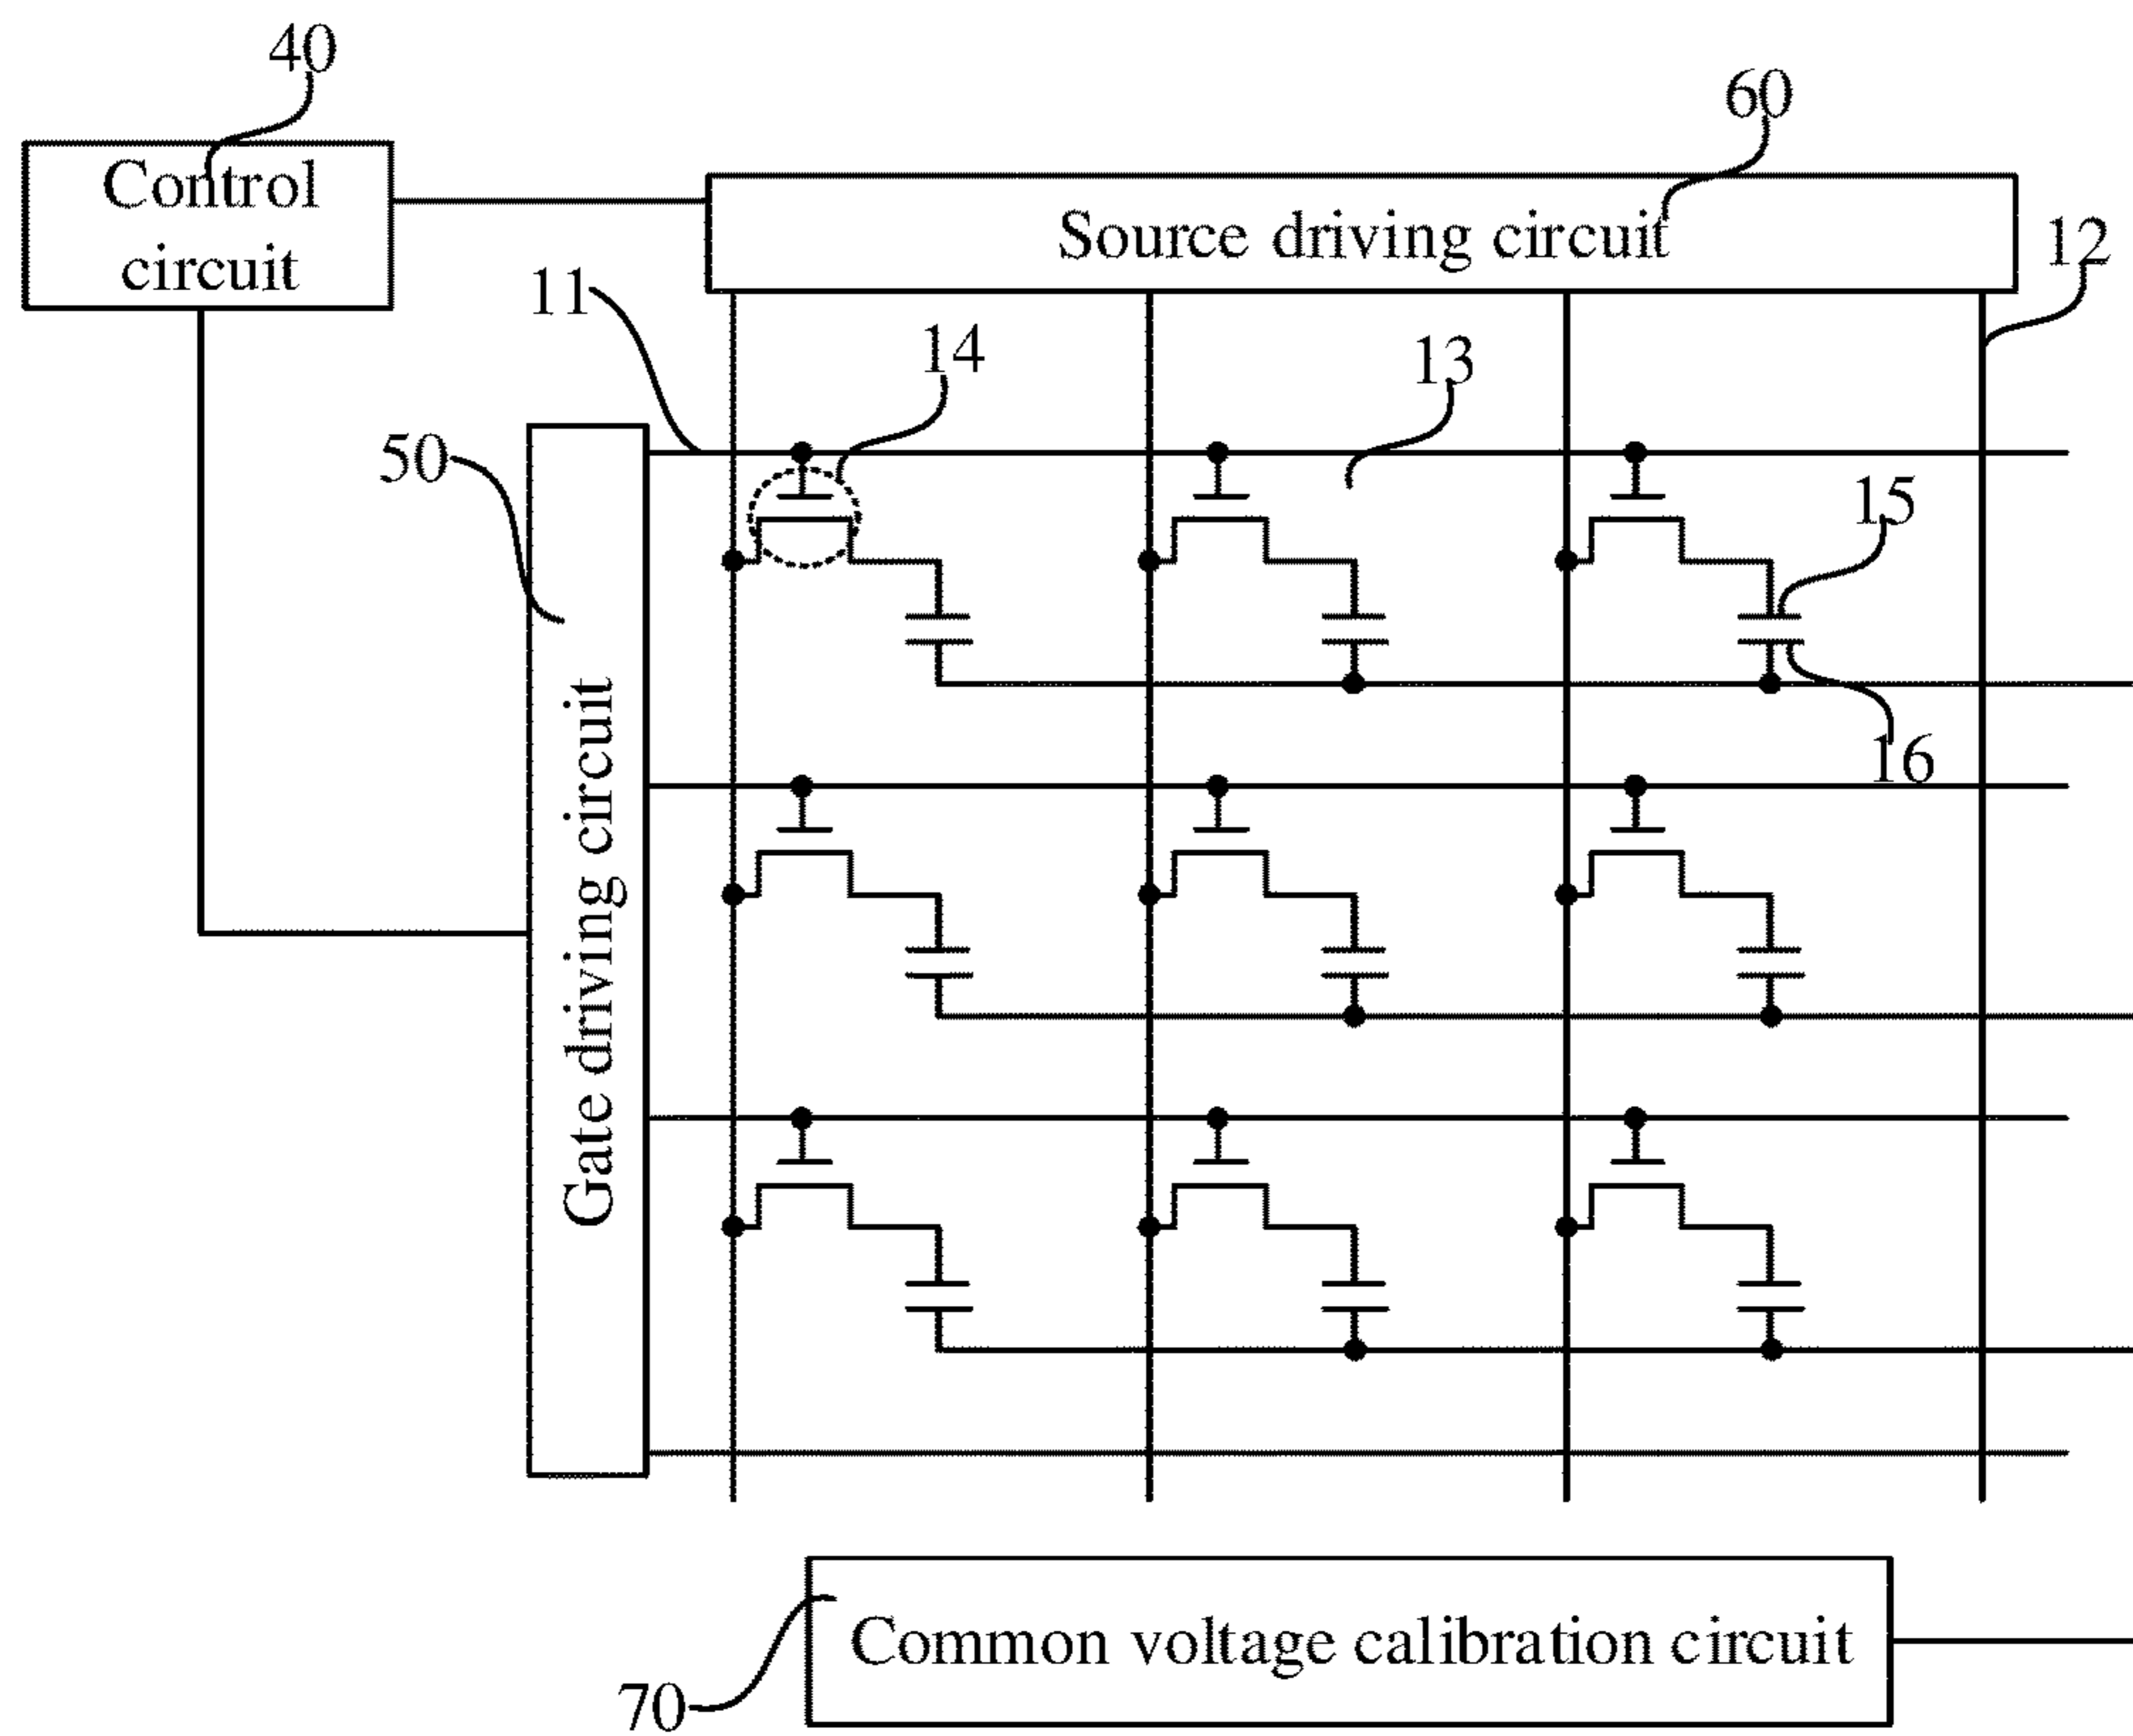 40
60
Control
circuit
Source driving circuit
12
11
14
13
50
15
16
Gate driving circuit
Common voltage calibration circuit
70